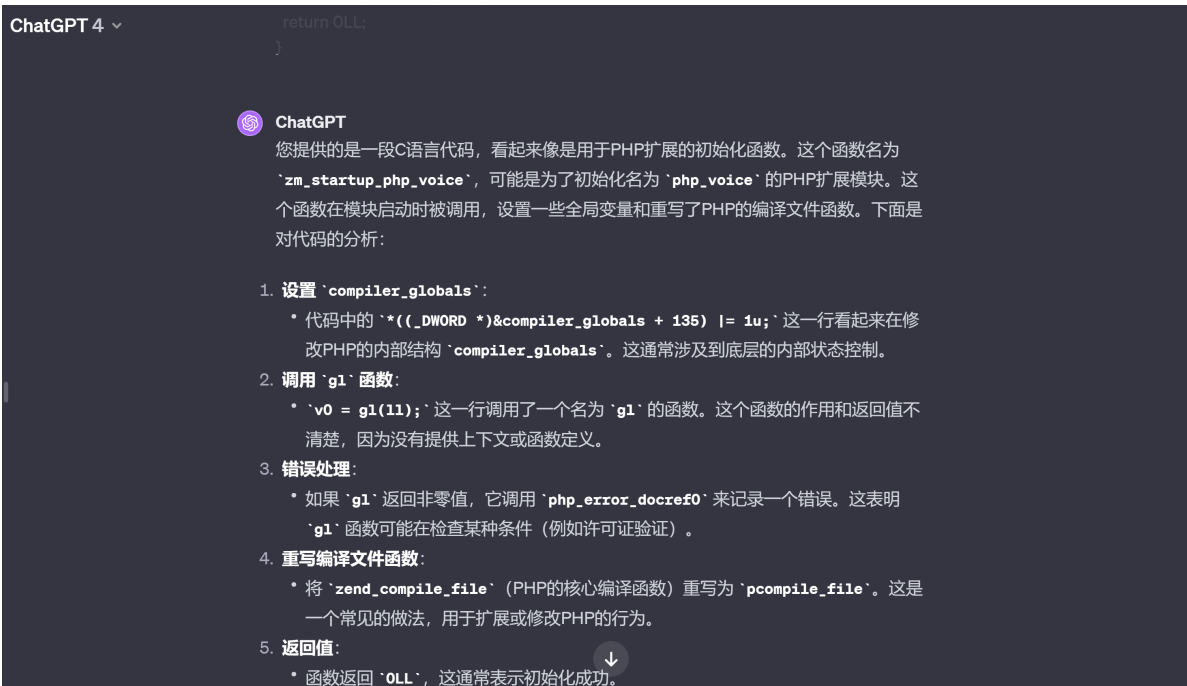 ChatGPT 4
return 0LL;
}
ChatGPT
您提供的是一段C语言代码，看起来像是用于PHP扩展的初始化函数。这个函数名为
`zm_startup_php_voice`，可能是为了初始化名为 `php_voice` 的PHP扩展模块。这
个函数在模块启动时被调用，设置一些全局变量和重写了PHP的编译文件函数。下面是
对代码的分析：
1. 设置 `compiler_globals`：
• 代码中的 `*((_DWORD *)&compiler_globals + 135) |= 1u;` 这一行看起来在修
改PHP的内部结构 `compiler_globals`。这通常涉及到底层的内部状态控制。
2. 调用 `gl` 函数：
• `v0 = gl(ll);` 这一行调用了一个名为 `gl` 的函数。这个函数的作用和返回值不
清楚，因为没有提供上下文或函数定义。
3. 错误处理：
• 如果 `gl` 返回非零值，它调用 `php_error_docref0` 来记录一个错误。这表明
`gl` 函数可能在检查某种条件（例如许可证验证）。
4. 重写编译文件函数：
• 将 `zend_compile_file`（PHP的核心编译函数）重写为 `pcompile_file`。这是
一个常见的做法，用于扩展或修改PHP的行为。
5. 返回值：
• 函数返回 `0LL`，这通常表示初始化成功。